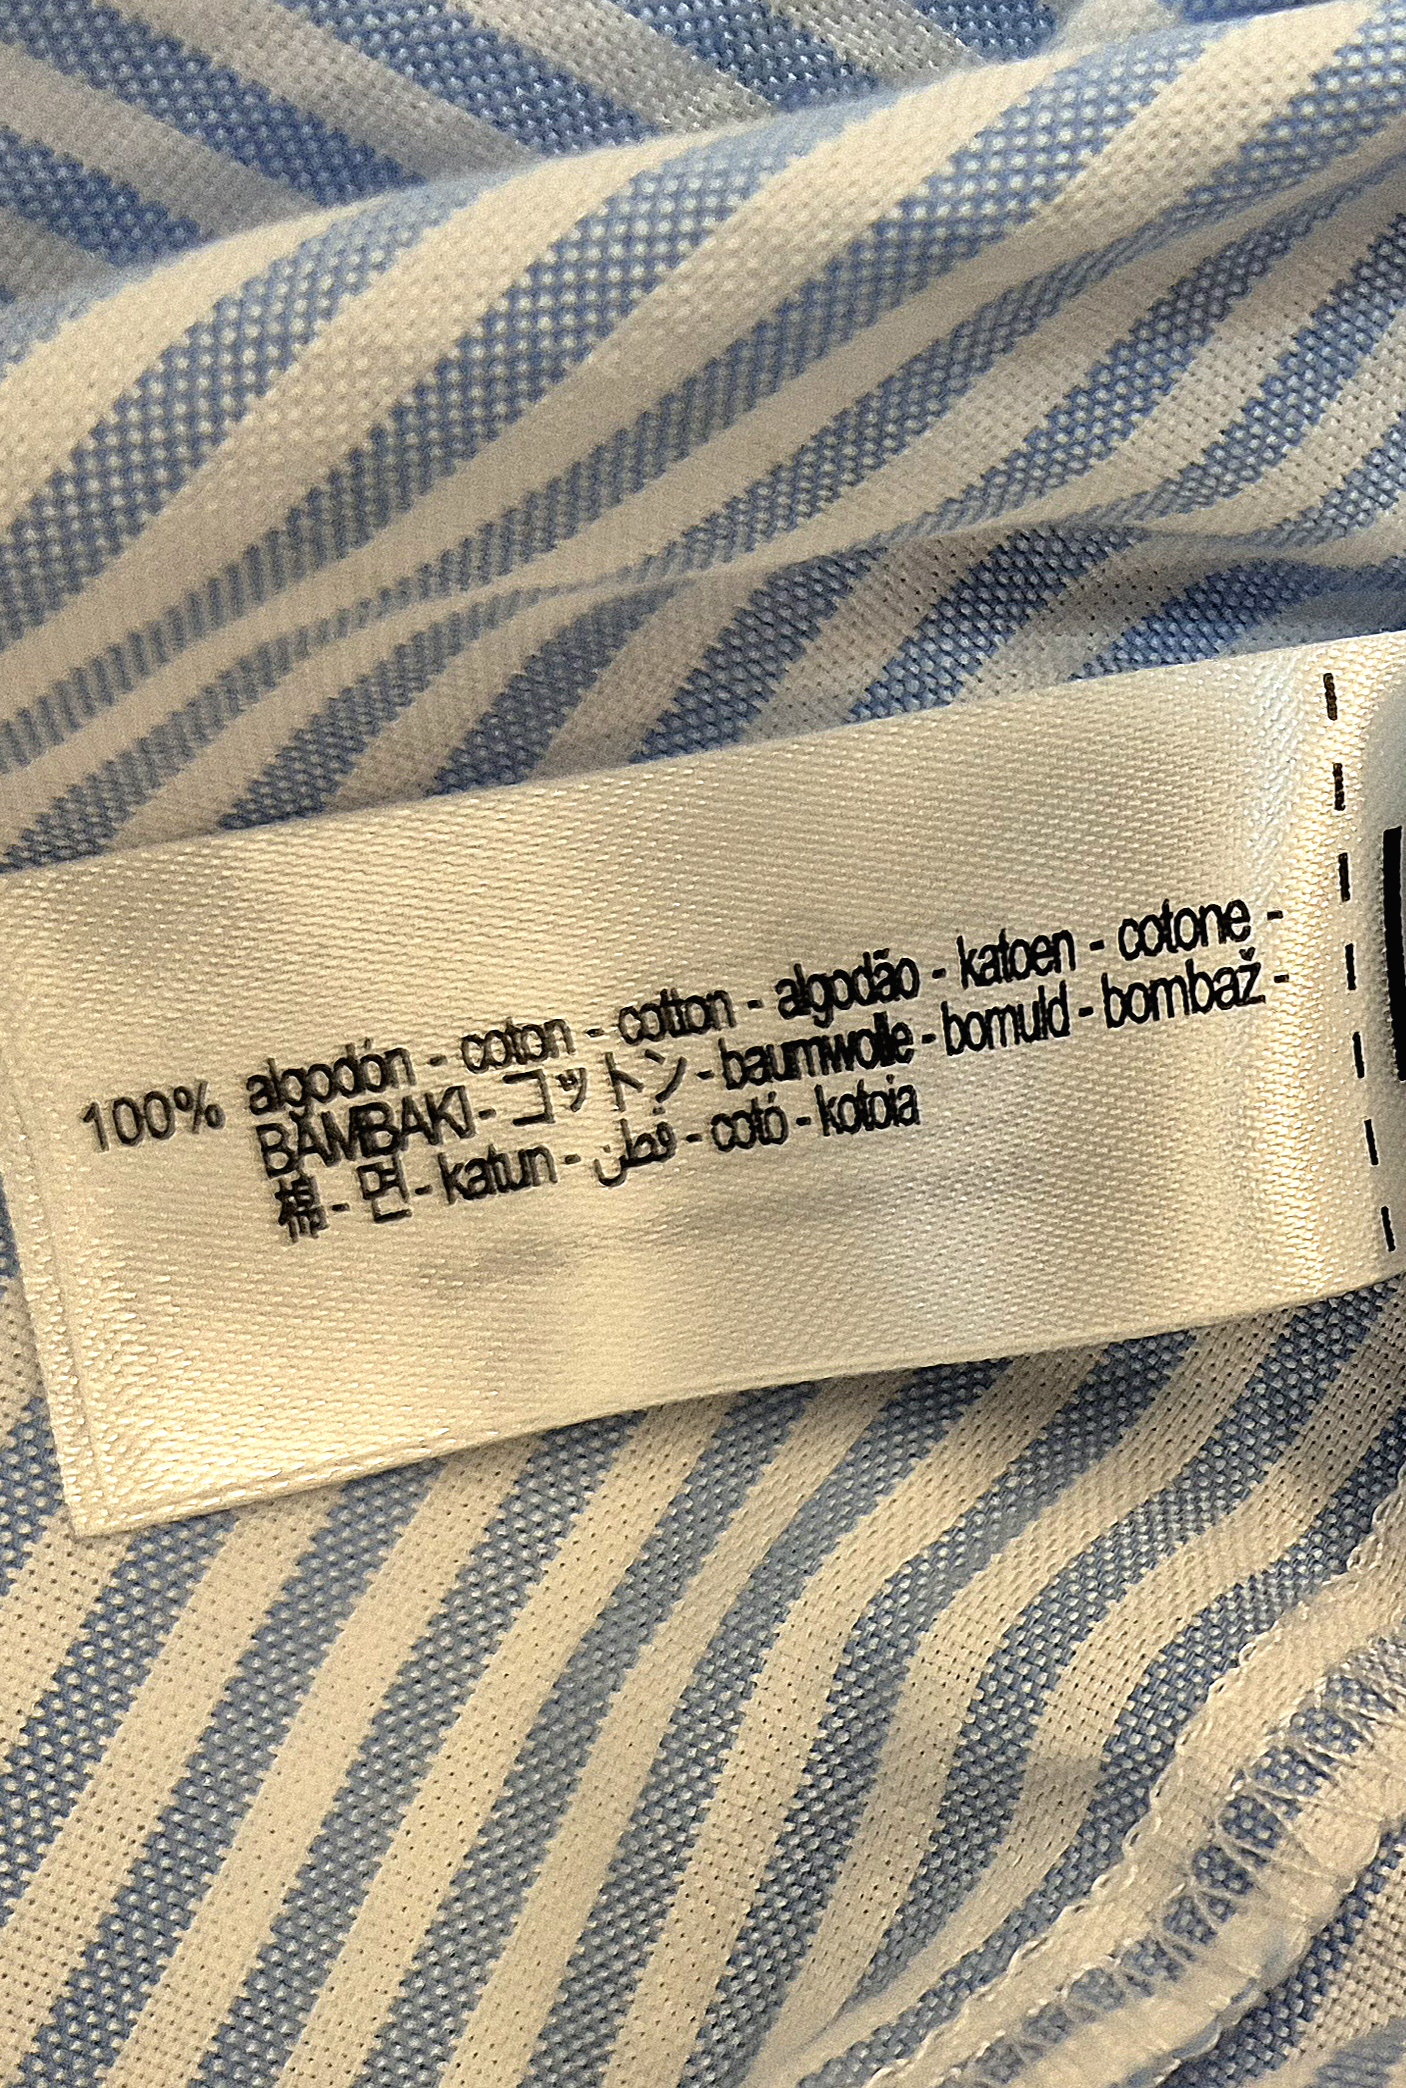 100% algodón - coton - cotton - algodão - katoen - cotone -
BAMBAKI - コットン - baumwolle - bomuld - bombaž -
棉 - 면 - katun - قطن - cotó - kotoia